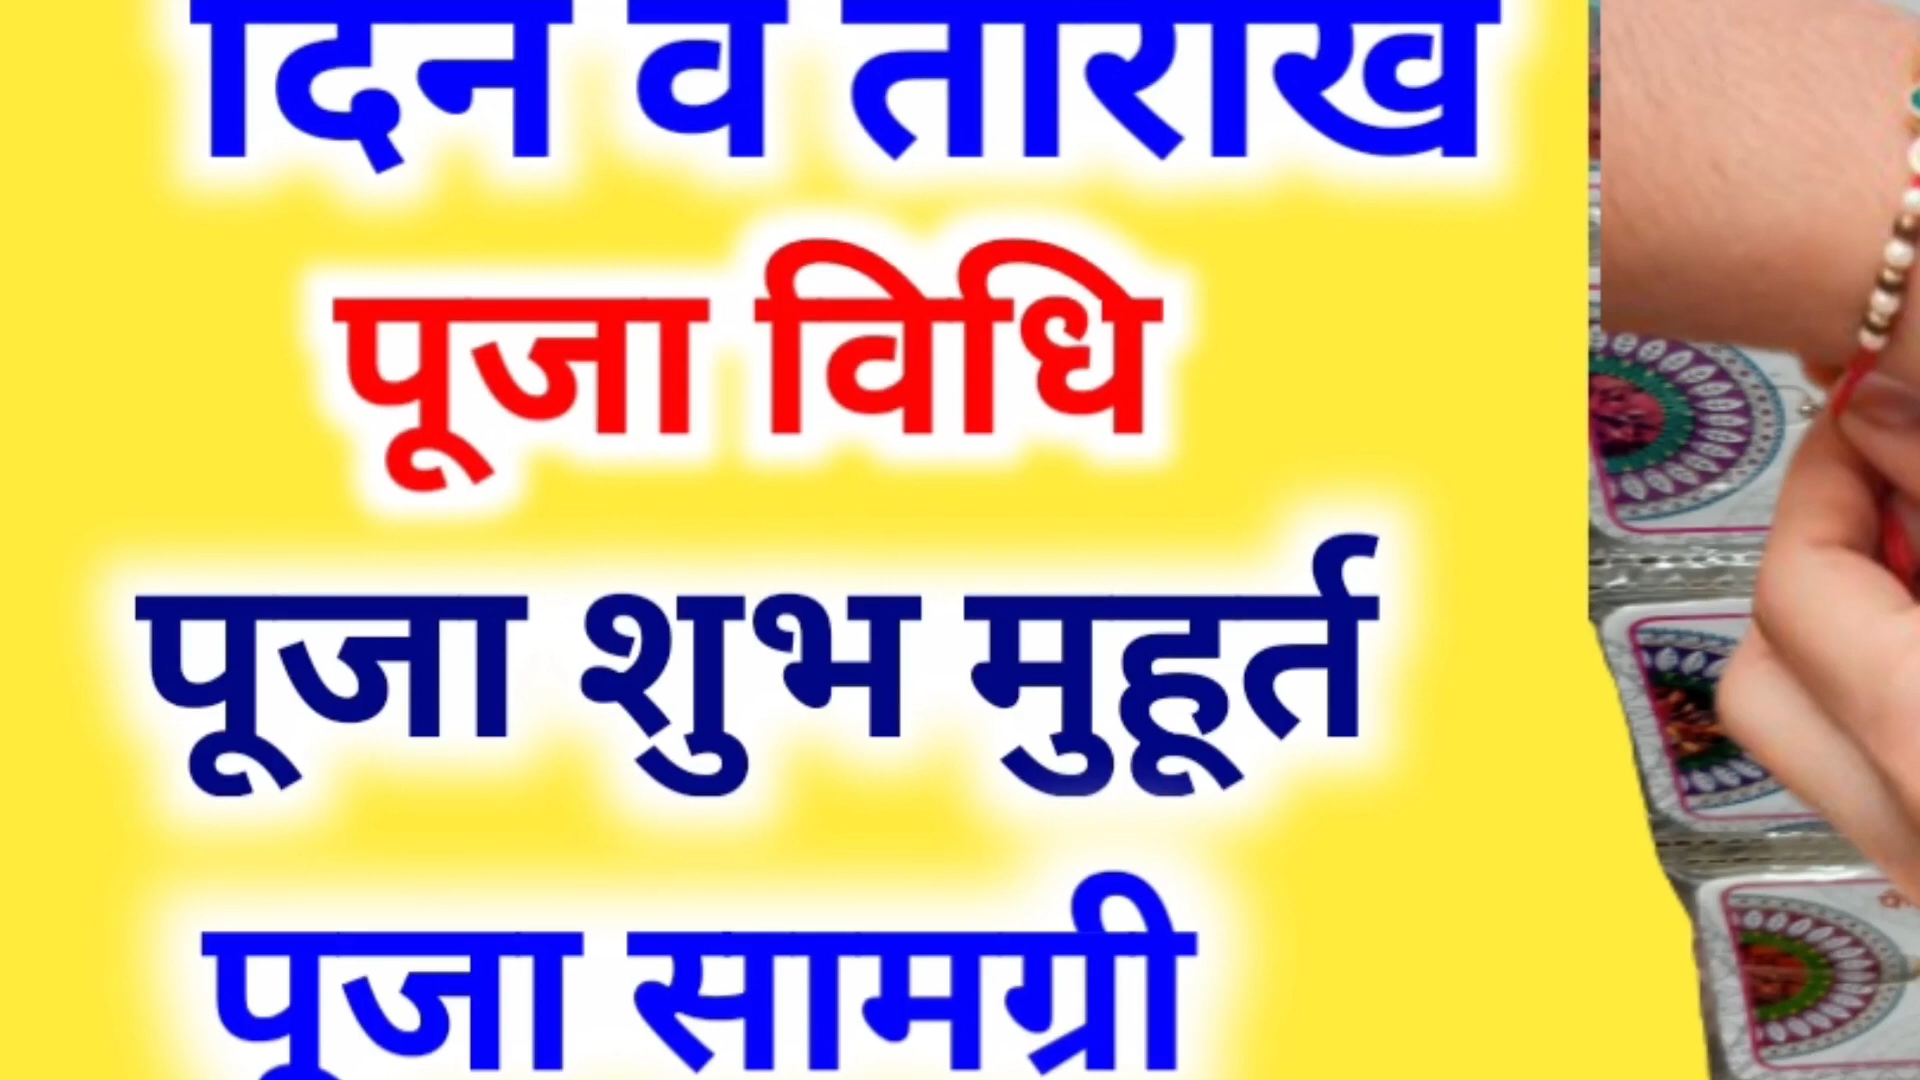 दिन व तारीख
पूजा विधि
पूजा शुभ मुहूर्त
पूजा सामग्री